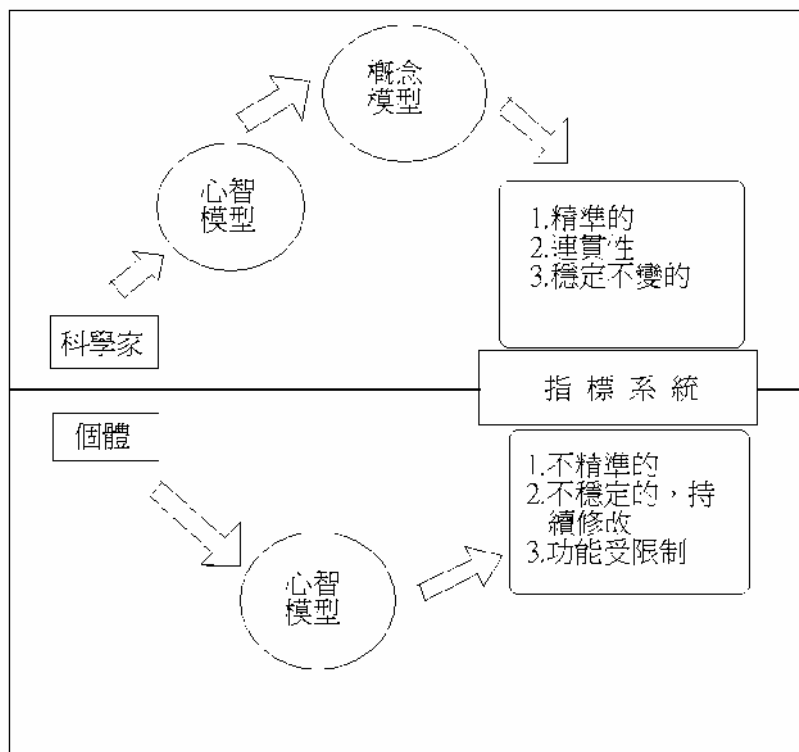 概念
模型
心智
模型
1.精準的
2.連貫性
3.穩定不變的
科學家
指標系統
個體
1.不精準的
2.不穩定的，持
續修改
3.功能受限制
心智
模型